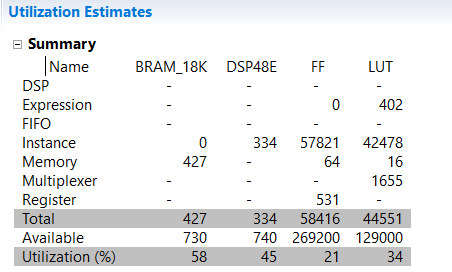 Utilization Estimates
Summary
Name BRAM_18K DSP48E FF LUT
DSP - - - -
Expression - - 0 402
FIFO - - - -
Instance 0 334 57821 42478
Memory 427 - 64 16
Multiplexer - - - 1655
Register - - 531 -
Total 427 334 58416 44551
Available 730 740 269200 129000
Utilization (%) 58 45 21 34